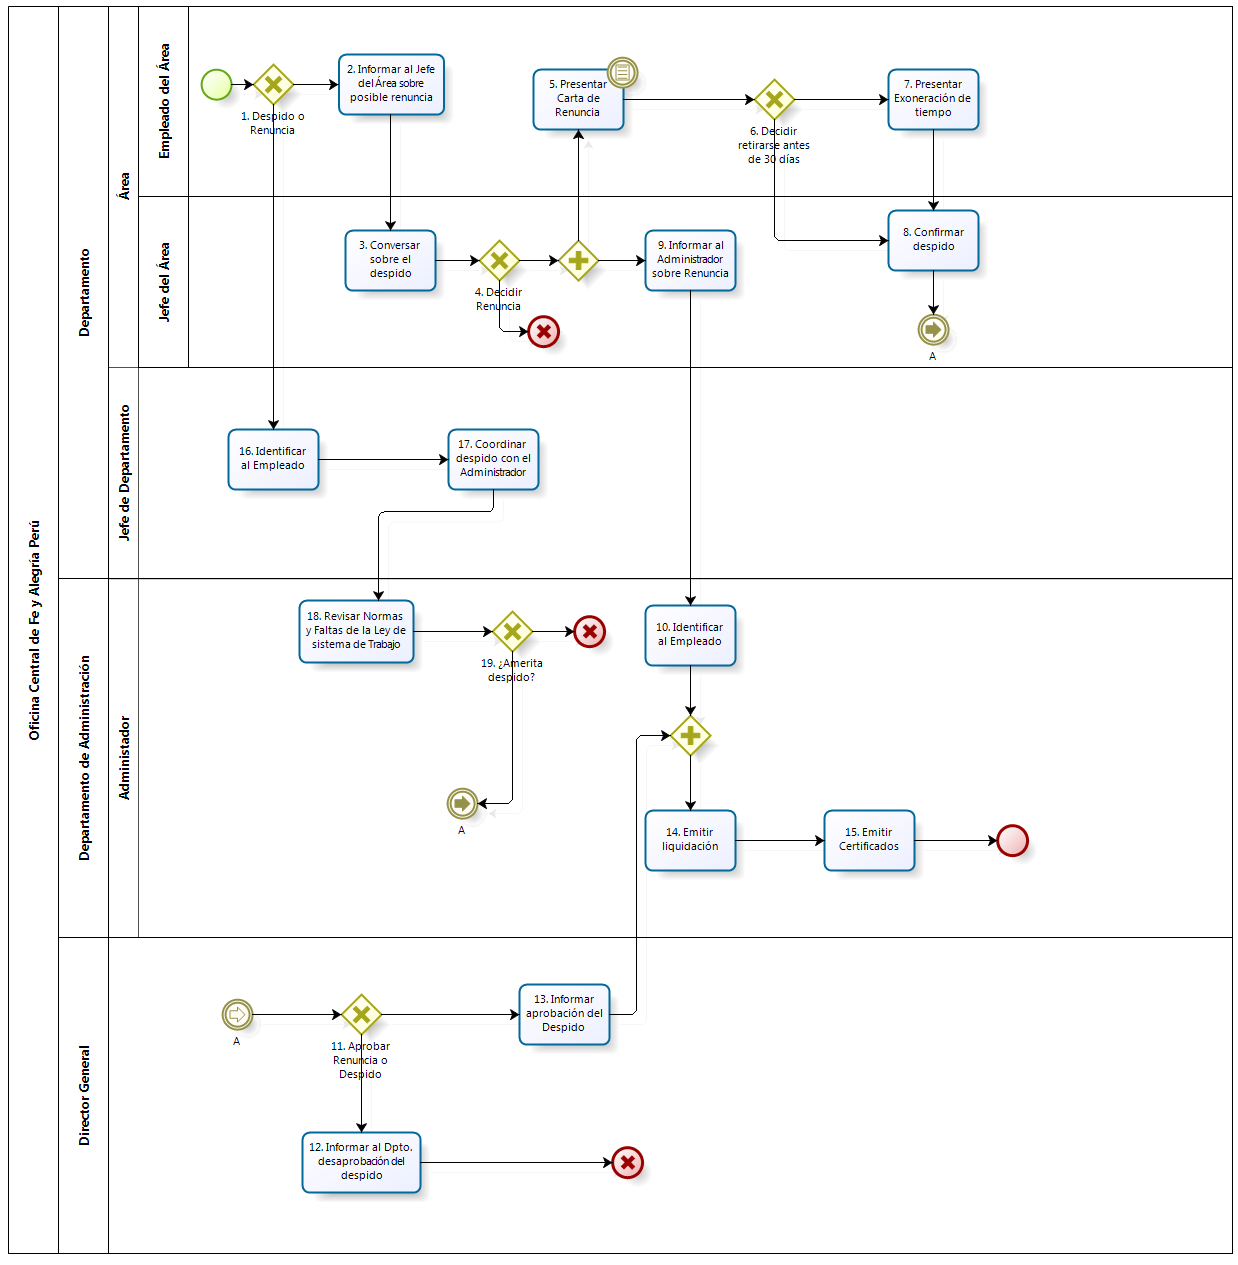 Oficina Central de Fe y Alegría Perú
Departamento
Área
Empleado del Área
1. Despido o
Renuncia
2. Informar al Jefe
del Área sobre
posible renuncia
5. Presentar
Carta de
Renuncia
6. Decidir
retirarse antes
de 30 días
7. Presentar
Exoneración de
tiempo
Jefe del Área
3. Conversar
sobre el
despido
4. Decidir
Renuncia
9. Informar al
Administrador
sobre Renuncia
8. Confirmar
despido
A
Jefe de Departamento
16. Identificar
al Empleado
17. Coordinar
despido con el
Administrador
Departamento de Administración
Administador
18. Revisar Normas
y Faltas de la Ley de
sistema de Trabajo
19. ¿Amerita
despido?
10. Identificar
al Empleado
A
14. Emitir
liquidación
15. Emitir
Certificados
Director General
A
11. Aprobar
Renuncia o
Despido
13. Informar
aprobación del
Despido
12. Informar al Dpto.
desaprobación del
despido